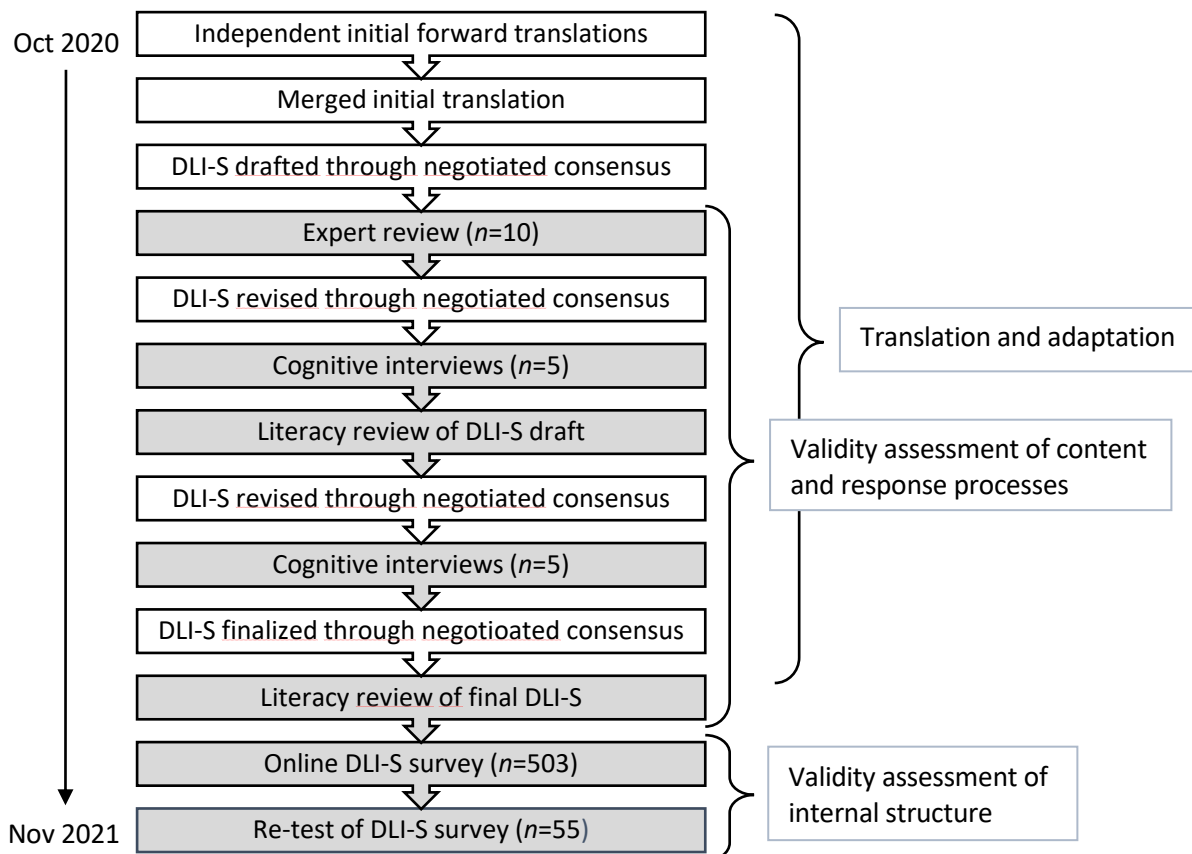 Oct 2020
Independent initial forward translations
Merged initial translation
DLI-S drafted through negotiated consensus
Expert review (n=10)
DLI-S revised through negotiated consensus
Cognitive interviews (n=5)
Literacy review of DLI-S draft
DLI-S revised through negotiated consensus
Cognitive interviews (n=5)
DLI-S finalized through negotioated consensus
Literacy review of final DLI-S
Online DLI-S survey (n=503)
Re-test of DLI-S survey (n=55)
Nov 2021
Translation and adaptation
Validity assessment of content
and response processes
Validity assessment of
internal structure